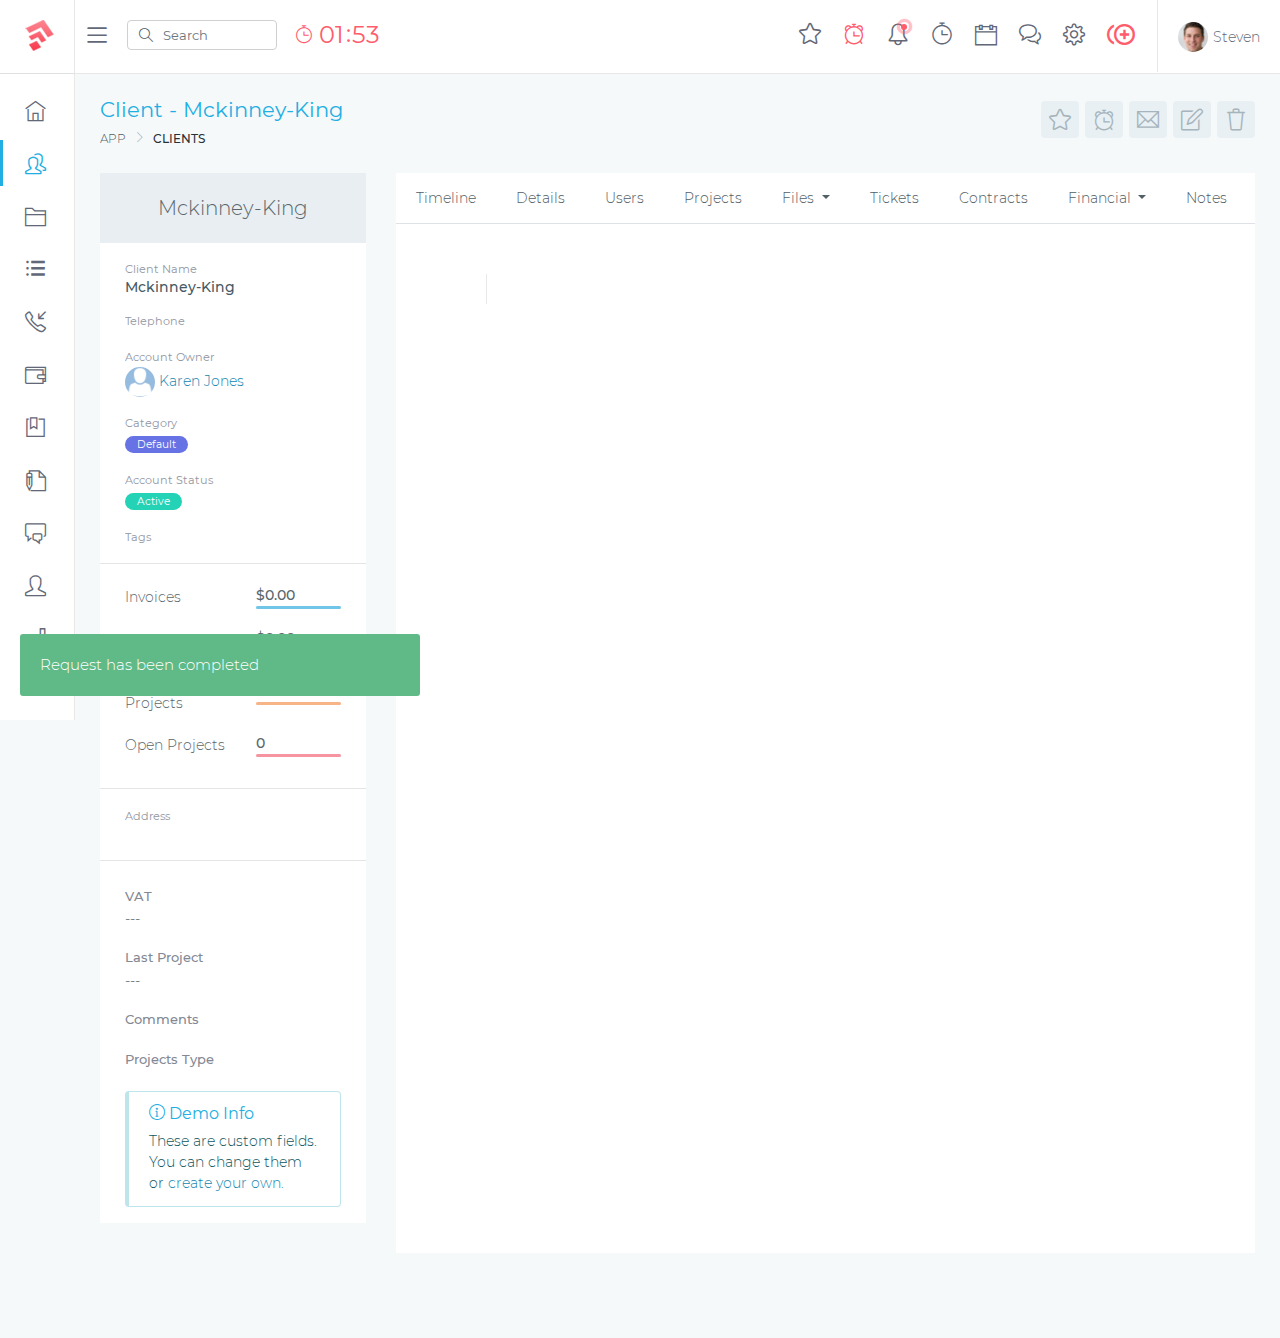 Search
01:53
Steven
Client - Mckinney-King
APP
CLIENTS
Mckinney-King
Timeline
Details
Users
Projects
Files
Tickets
Contracts
Financial
Notes
Client Name
Mckinney-King
Telephone
Account Owner
Karen Jones
Category
Default
Account Status
Active
Tags
Invoices
$0.00
Request has been completed
Projects
Open Projects
0
Address
VAT
---
Last Project
---
Comments
Projects Type
Demo Info
These are custom fields.
You can change them
or create your own.